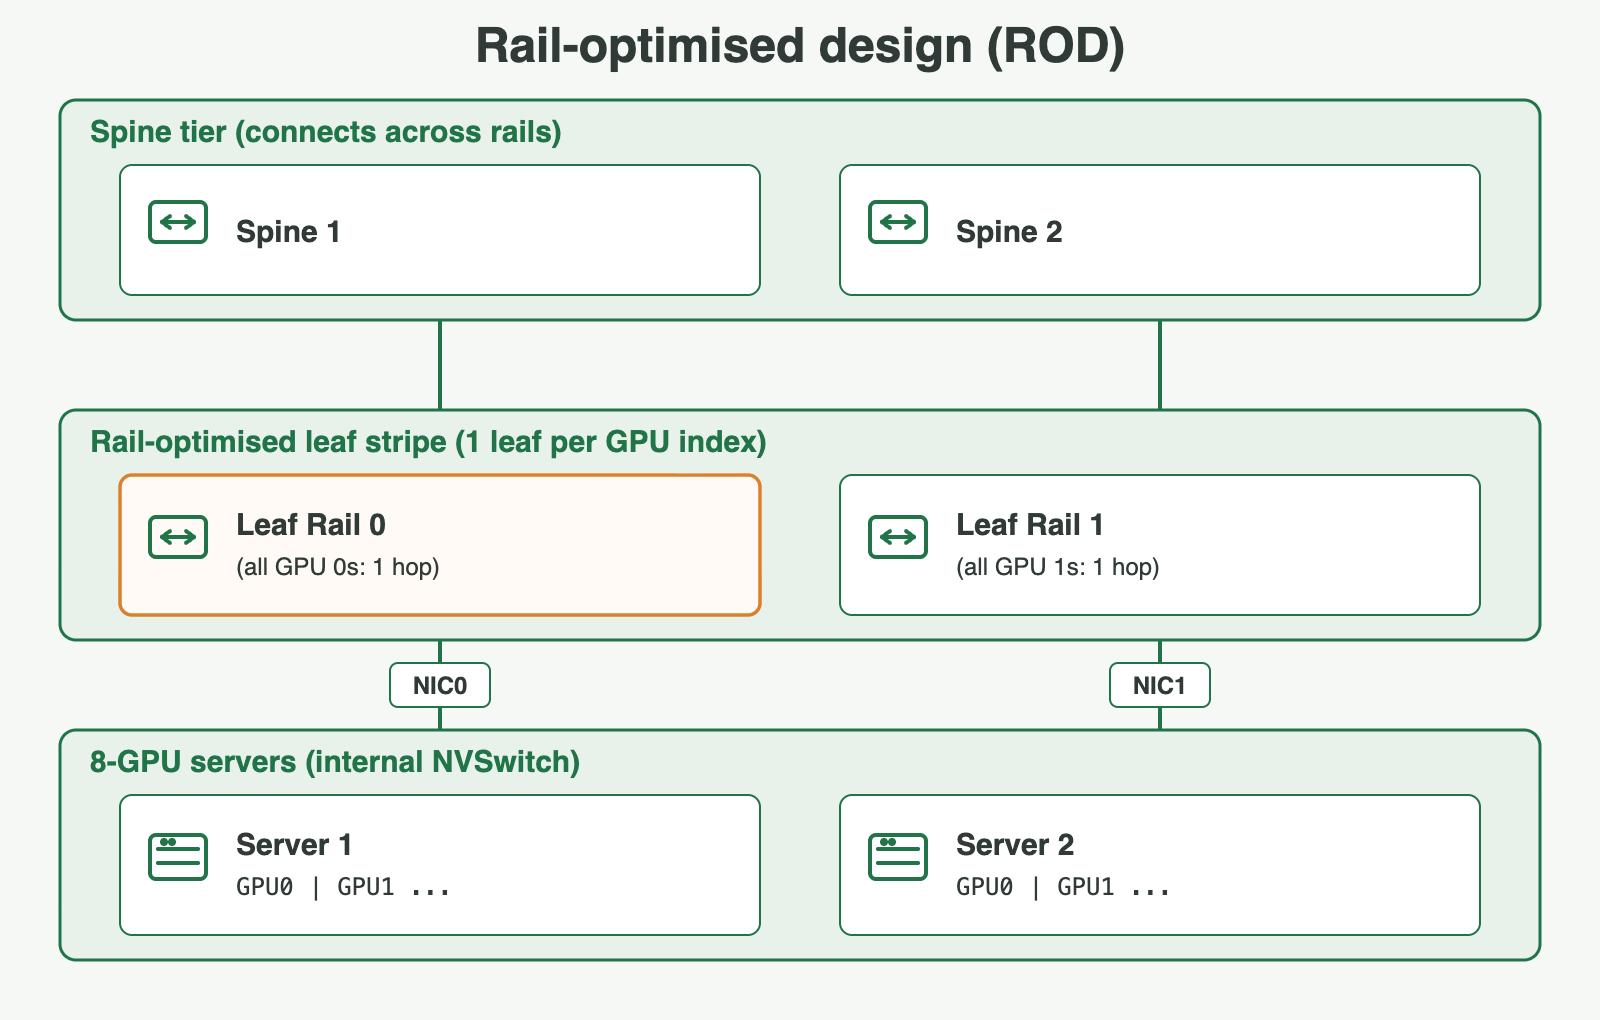 Rail-optimised design (ROD)
Spine tier (connects across rails)
Spine 1
Spine 2
Rail-optimised leaf stripe (1 leaf per GPU index)
Leaf Rail 0
(all GPU 0s: 1 hop)
Leaf Rail 1
(all GPU 1s: 1 hop)
NIC0
NIC1
8-GPU servers (internal NVSwitch)
Server 1
GPU0 | GPU1 ...
Server 2
GPU0 | GPU1 ...